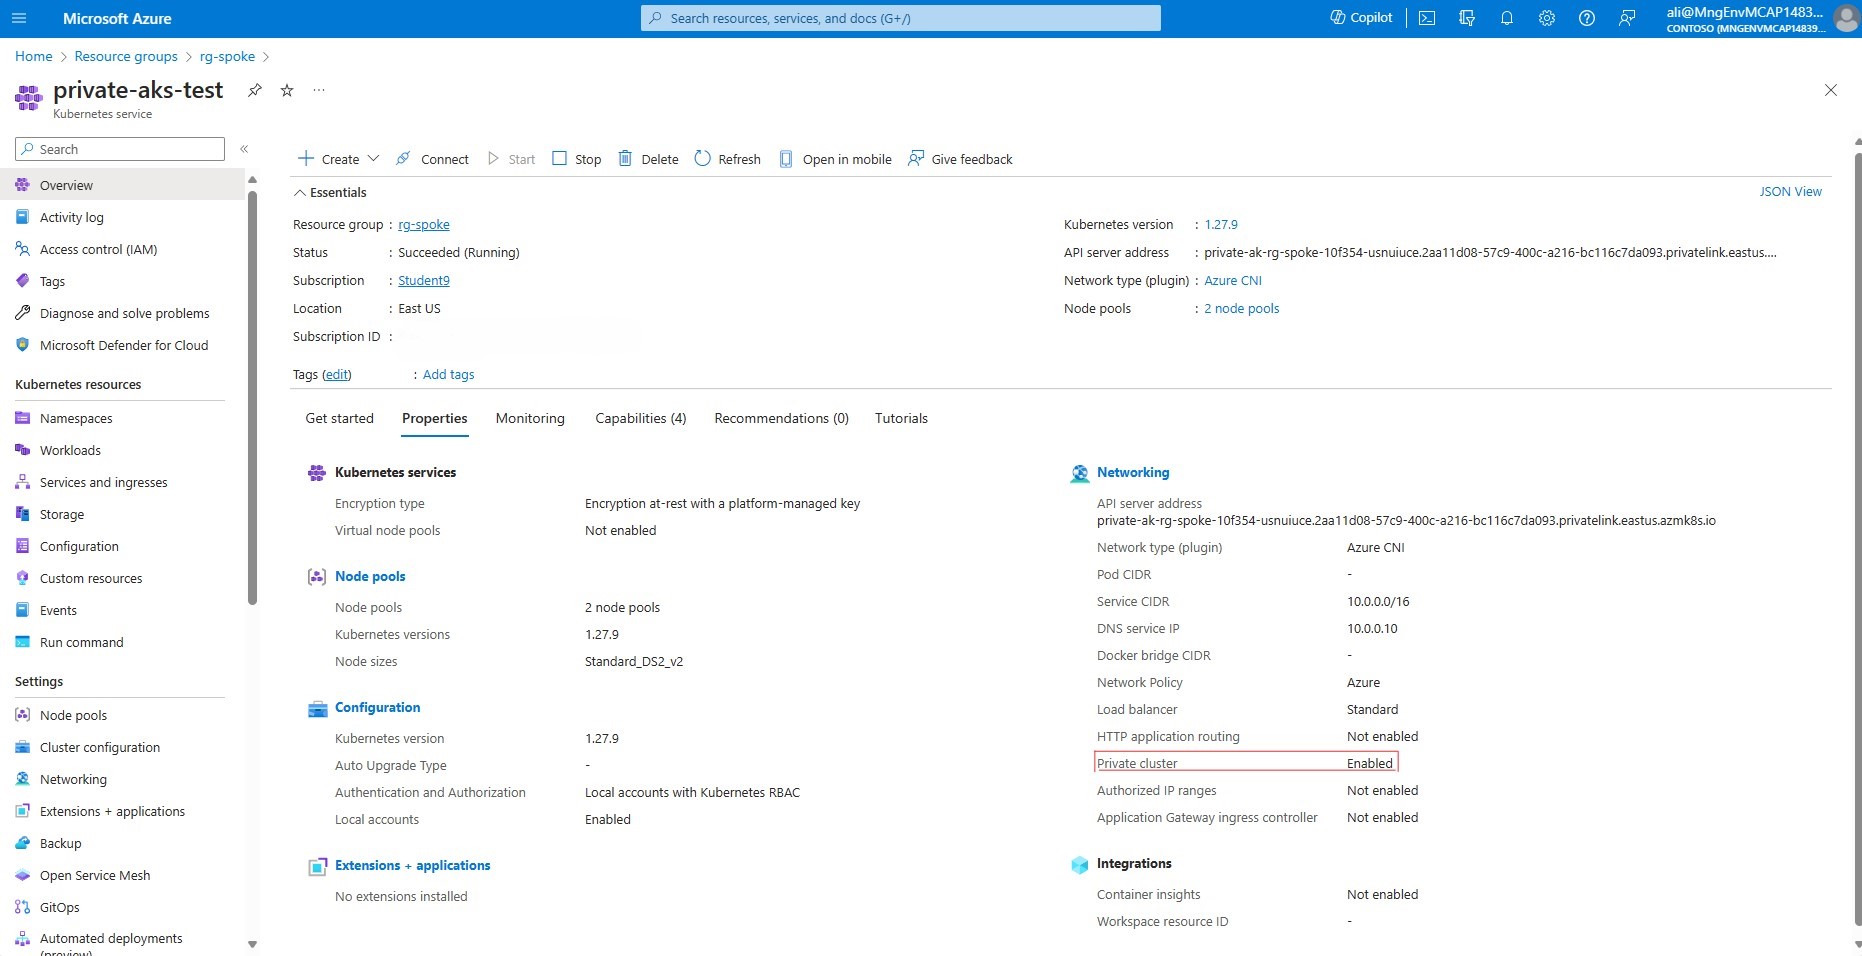 Microsoft Azure
Search resources, services, and docs (G+/)
Copilot
ali@MngEnvMCAP1483...
CONTOSO (MNGENVMCAP14839...
Home > Resource groups > rg-spoke >
private-aks-test
Kubernetes service
Search
Create
Connect
Start
Stop
Delete
Refresh
Open in mobile
Give feedback
Overview
Activity log
Access control (IAM)
Tags
Diagnose and solve problems
Microsoft Defender for Cloud
Kubernetes resources
Namespaces
Workloads
Services and ingresses
Storage
Configuration
Custom resources
Events
Run command
Settings
Node pools
Cluster configuration
Networking
Extensions + applications
Backup
Open Service Mesh
GitOps
Automated deployments
(preview)
Essentials
JSON View
Resource group : rg-spoke
Status : Succeeded (Running)
Subscription : Student9
Location : East US
Subscription ID :
Kubernetes version : 1.27.9
API server address : private-ak-rg-spoke-10f354-usnuiuce.2aa11d08-57c9-400c-a216-bc116c7da093.privatelink.eastus....
Network type (plugin) : Azure CNI
Node pools : 2 node pools
Tags (edit) : Add tags
Get started
Properties
Monitoring
Capabilities (4)
Recommendations (0)
Tutorials
Kubernetes services
Encryption type Encryption at-rest with a platform-managed key
Virtual node pools Not enabled
Node pools
Node pools 2 node pools
Kubernetes versions 1.27.9
Node sizes Standard_DS2_v2
Configuration
Kubernetes version 1.27.9
Auto Upgrade Type -
Authentication and Authorization Local accounts with Kubernetes RBAC
Local accounts Enabled
Extensions + applications
No extensions installed
Networking
API server address
private-ak-rg-spoke-10f354-usnuiuce.2aa11d08-57c9-400c-a216-bc116c7da093.privatelink.eastus.azmk8s.io
Network type (plugin) Azure CNI
Pod CIDR -
Service CIDR 10.0.0.0/16
DNS service IP 10.0.0.10
Docker bridge CIDR -
Network Policy Azure
Load balancer Standard
HTTP application routing Not enabled
Private cluster Enabled
Authorized IP ranges Not enabled
Application Gateway ingress controller Not enabled
Integrations
Container insights Not enabled
Workspace resource ID -